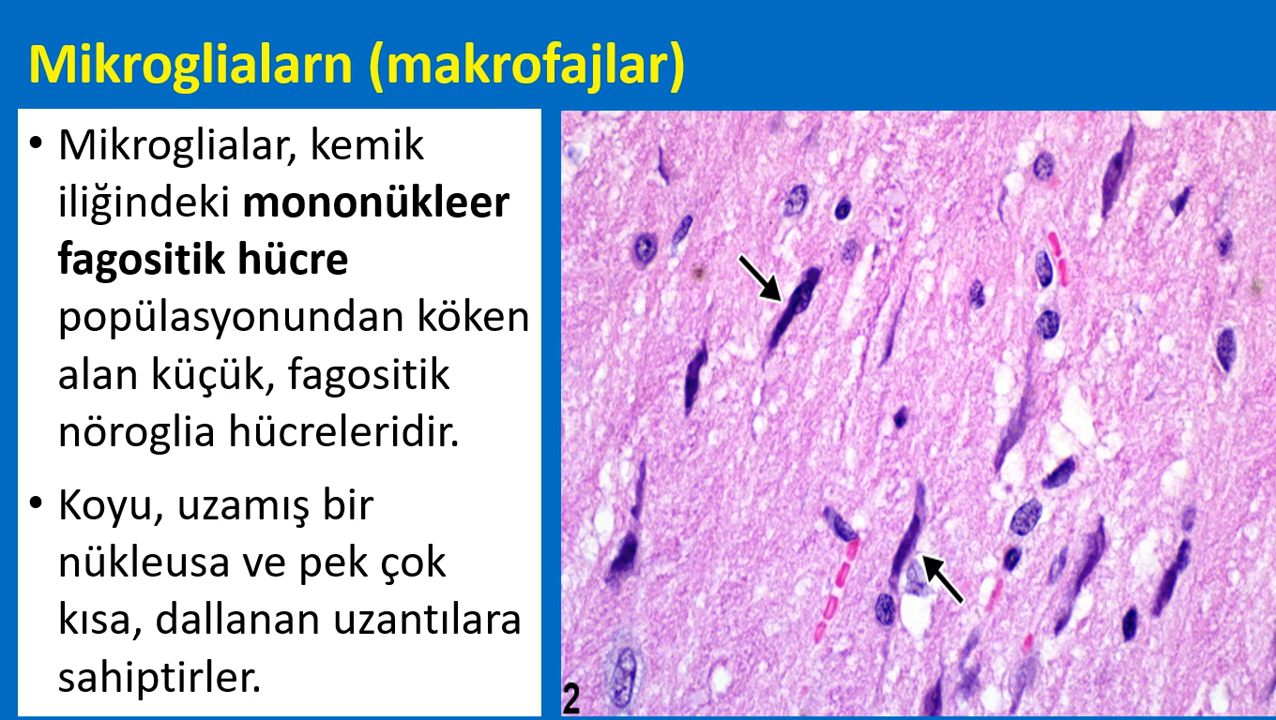 Mikroglialarn (makrofajlar)
• Mikroglialar, kemik
iliğindeki mononükleer
fagositik hücre
popülasyonundan köken
alan küçük, fagositik
nöroglia hücreleridir.
• Koyu, uzamış bir
nükleusa ve pek çok
kısa, dallanan uzantılara
sahiptirler.
2